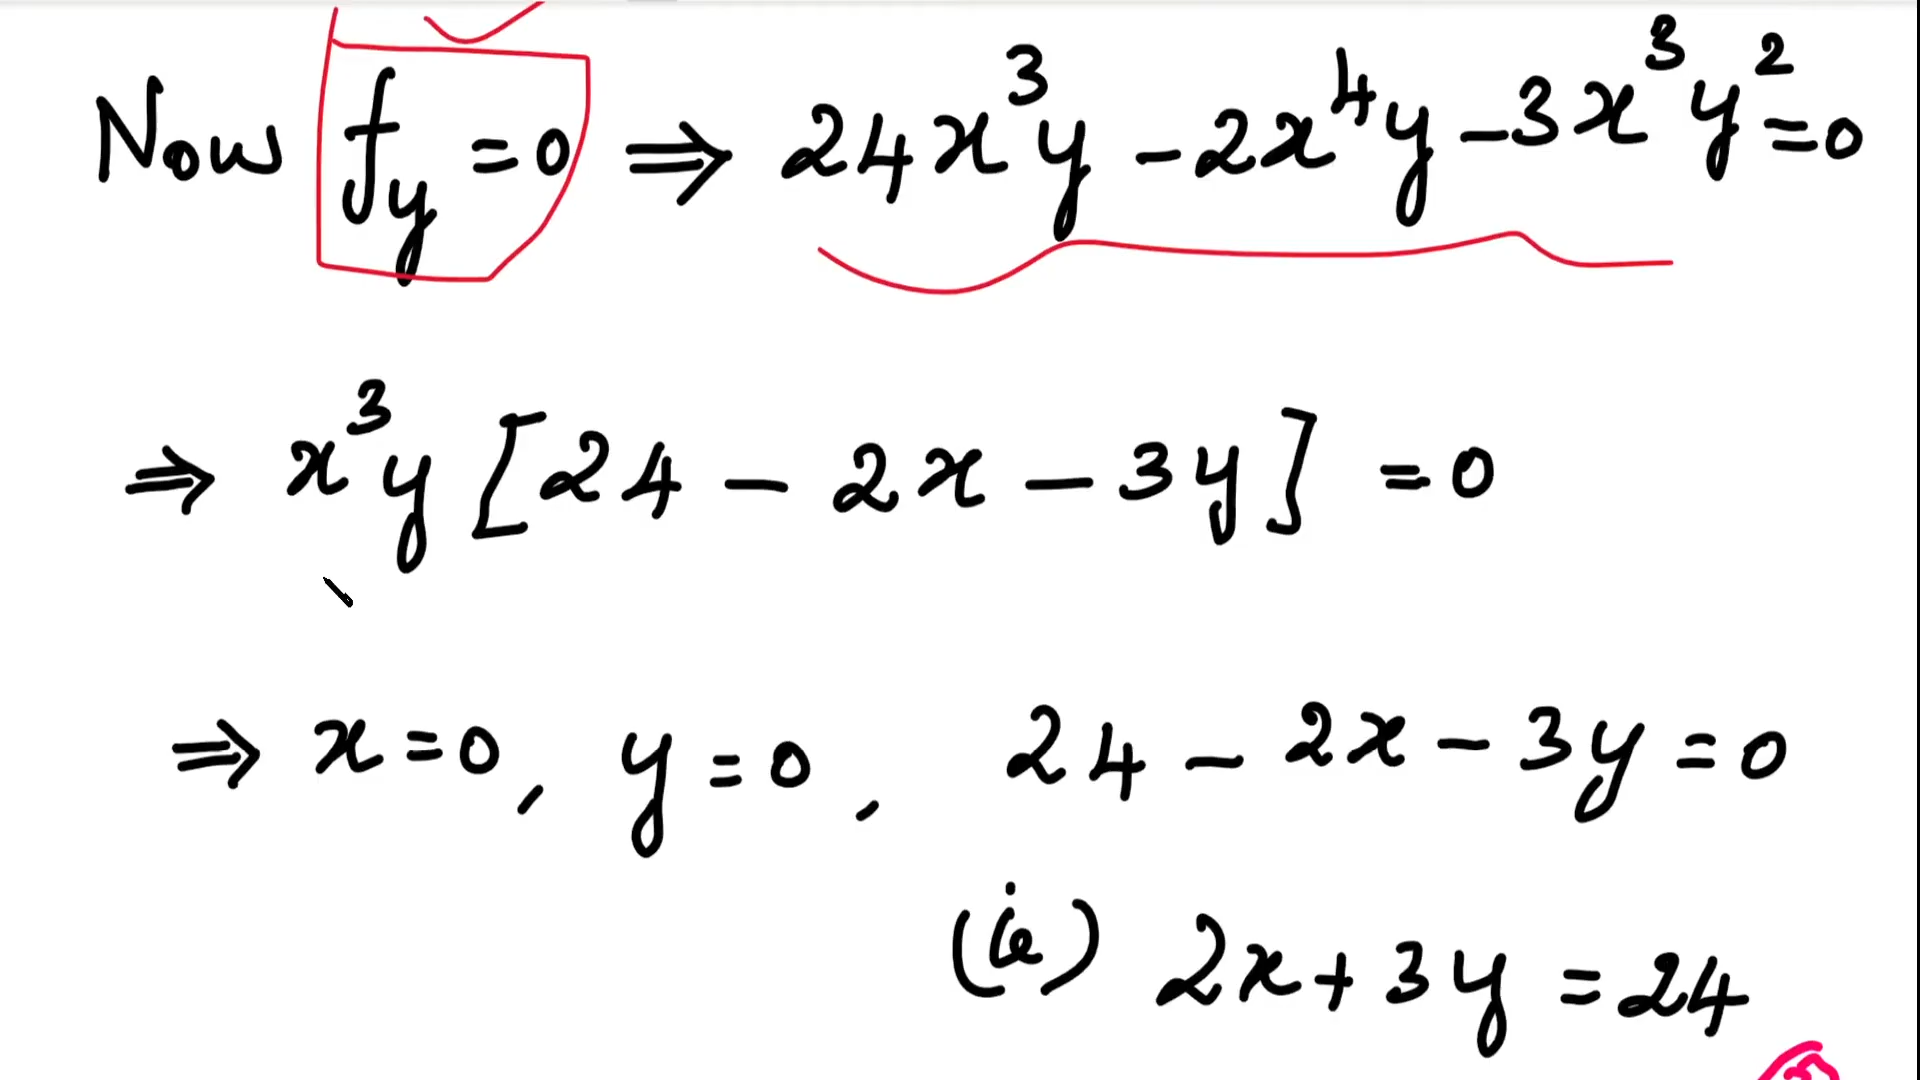 Now f_y = 0 ⇒ 24x³y - 2x⁴y - 3x³y² = 0
⇒ x³y [24 - 2x - 3y] = 0
⇒ x = 0, y = 0, 24 - 2x - 3y = 0
(ie) 2x + 3y = 24